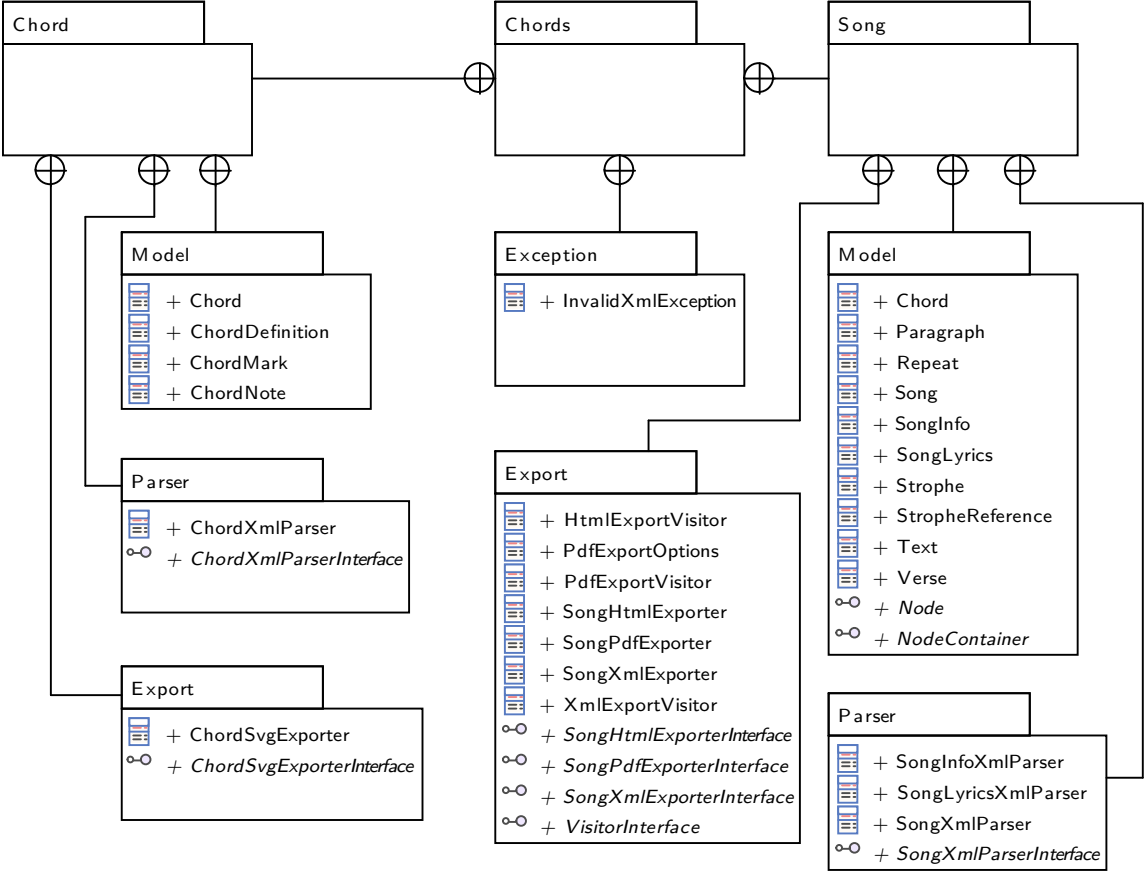 Chord
Chords
Song
Model
+ Chord
+ ChordDefinition
+ ChordMark
+ ChordNote
Parser
+ ChordXmlParser
+ ChordXmlParserInterface
Export
+ ChordSvgExporter
+ ChordSvgExporterInterface
Exception
+ InvalidXmlException
Export
+ HtmlExportVisitor
+ PdfExportOptions
+ PdfExportVisitor
+ SongHtmlExporter
+ SongPdfExporter
+ SongXmlExporter
+ XmlExportVisitor
+ SongHtmlExporterInterface
+ SongPdfExporterInterface
+ SongXmlExporterInterface
+ VisitorInterface
Model
+ Chord
+ Paragraph
+ Repeat
+ Song
+ SongInfo
+ SongLyrics
+ Strophe
+ StropheReference
+ Text
+ Verse
+ Node
+ NodeContainer
Parser
+ SongInfoXmlParser
+ SongLyricsXmlParser
+ SongXmlParser
+ SongXmlParserInterface